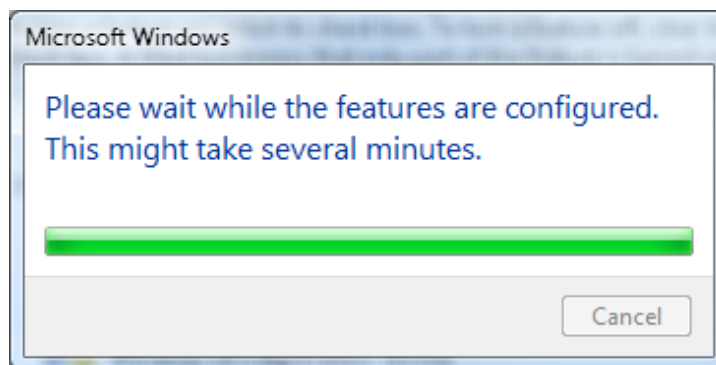 Microsoft Windows
Please wait while the features are configured.
This might take several minutes.
Cancel